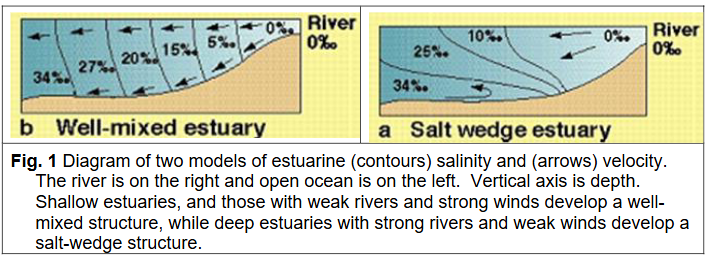 0‰ River
5‰ 0‰
15‰
20‰
27‰
34‰
b Well-mixed estuary
10‰ 0‰ River
0‰
25‰
34‰
a Salt wedge estuary
Fig. 1 Diagram of two models of estuarine (contours) salinity and (arrows) velocity.
The river is on the right and open ocean is on the left. Vertical axis is depth.
Shallow estuaries, and those with weak rivers and strong winds develop a well-
mixed structure, while deep estuaries with strong rivers and weak winds develop a
salt-wedge structure.